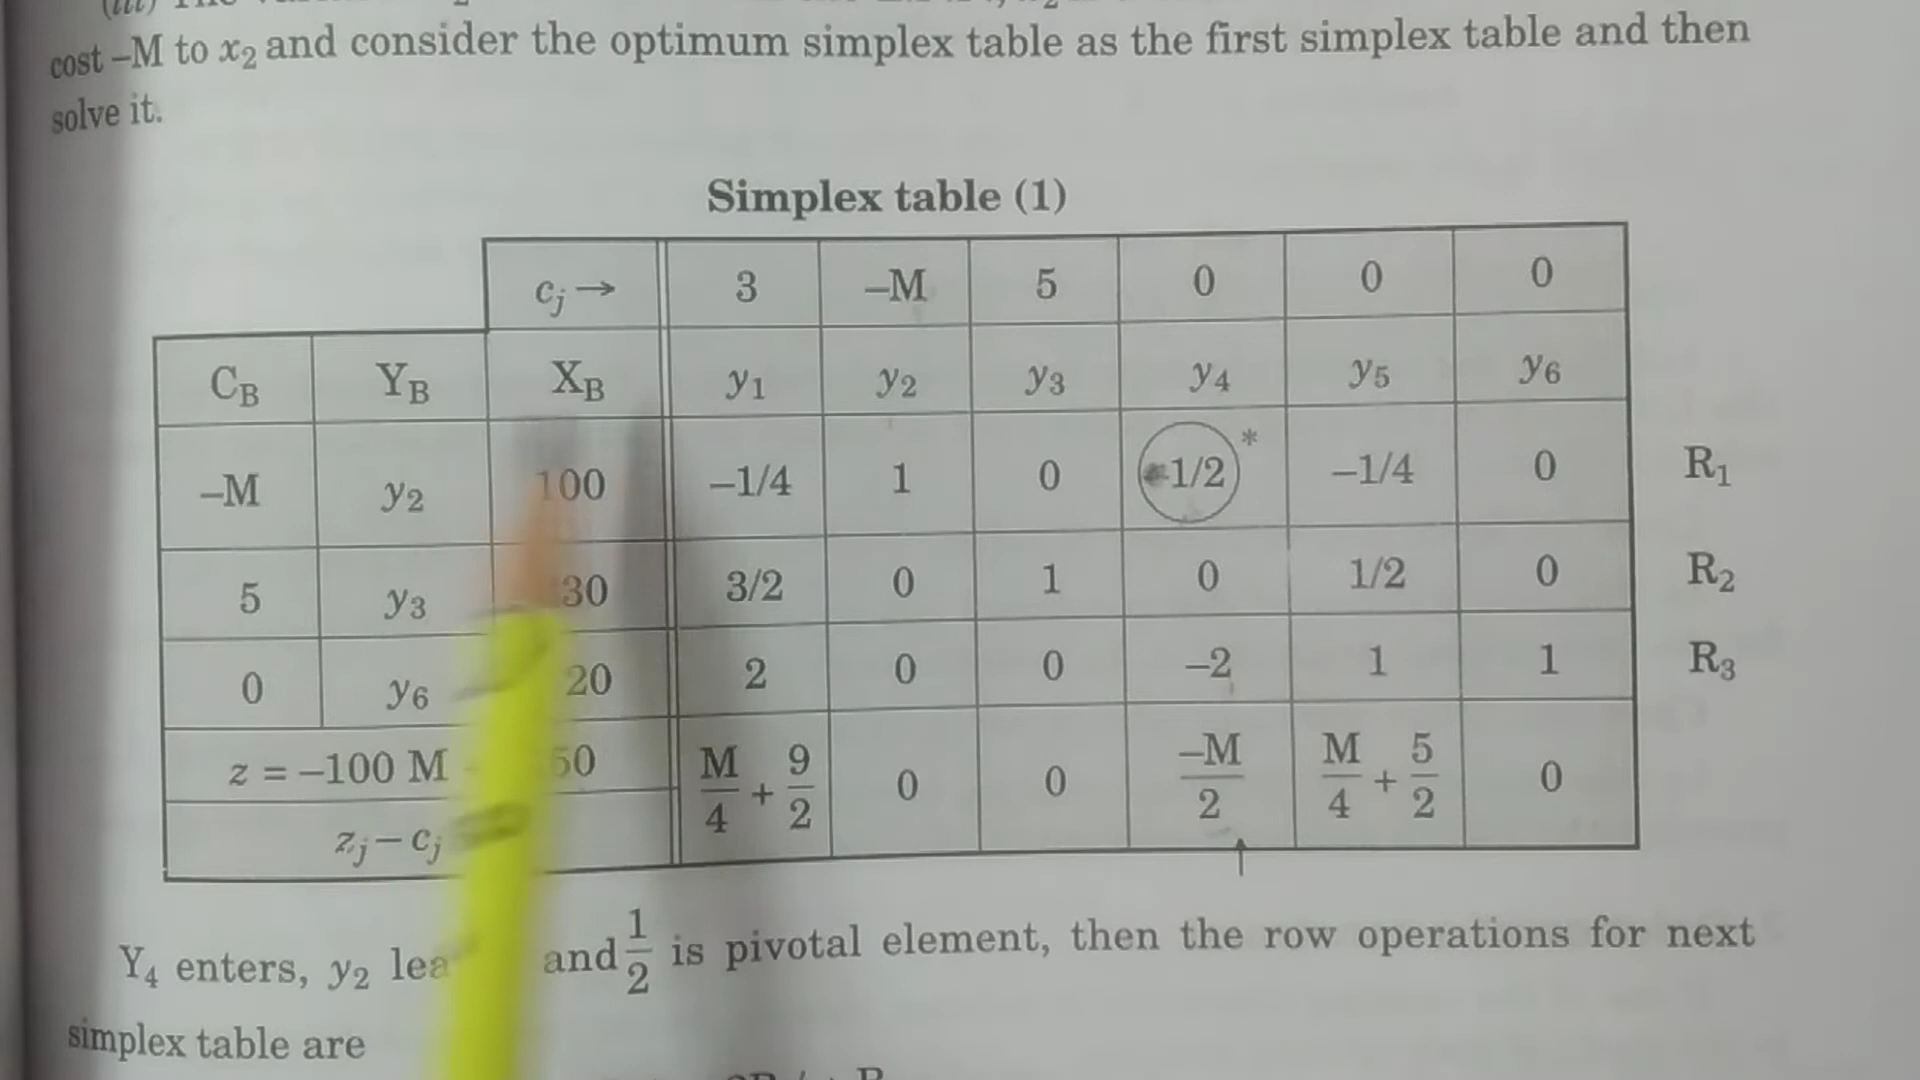 cost –M to x₂ and consider the optimum simplex table as the first simplex table and then
solve it.
Simplex table (1)
cⱼ → 3 –M 5 0 0 0
C_B Y_B X_B y₁ y₂ y₃ y₄ y₅ y₆
–M y₂ 100 –1/4 1 0 1/2 * –1/4 0 R₁
5 y₃ 30 3/2 0 1 0 1/2 0 R₂
0 y₆ 20 2 0 0 –2 1 1 R₃
z = –100 M 50 M/4 + 9/2 0 0 –M/2 M/4 + 5/2 0
zⱼ – cⱼ
Y₄ enters, y₂ and 1/2 is pivotal element, then the row operations for next
simplex table are